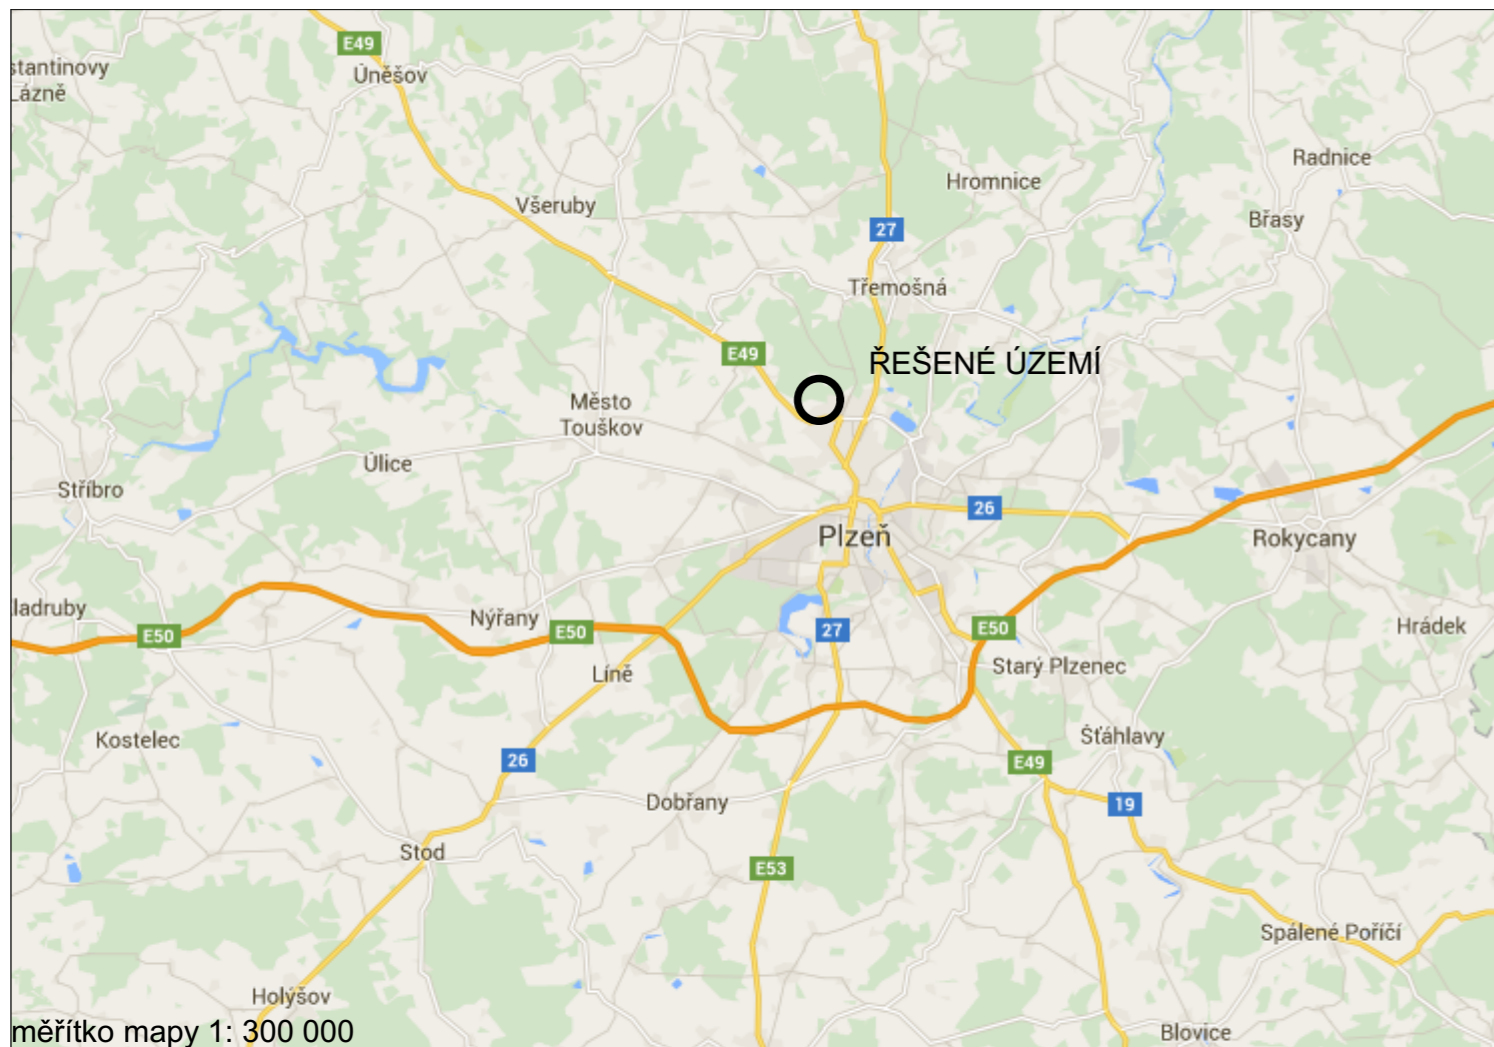 E49
Úněšov
stantinovy
Lázně
Radnice
Hromnice
Všeruby
Břasy
27
Třemošná
E49
ŘEŠENÉ ÚZEMÍ
Město
Touškov
Úlice
Stříbro
26
Plzeň
Rokycany
ladruby
Nýřany
E50
E50
27
E50
Hrádek
Líně
Starý Plzenec
Kostelec
Šťáhlavy
26
E49
Dobřany
19
Stod
E53
Spálené Poříčí
Holýšov
měřítko mapy 1: 300 000
Blovice